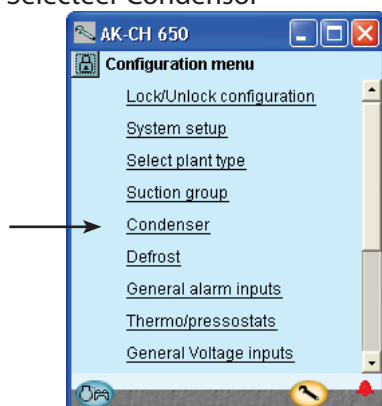 Selecteer Condensor
AK-CH 650
Configuration menu
Lock/Unlock configuration
System setup
Select plant type
Suction group
Condenser
Defrost
General alarm inputs
Thermo/pressostats
General Voltage inputs